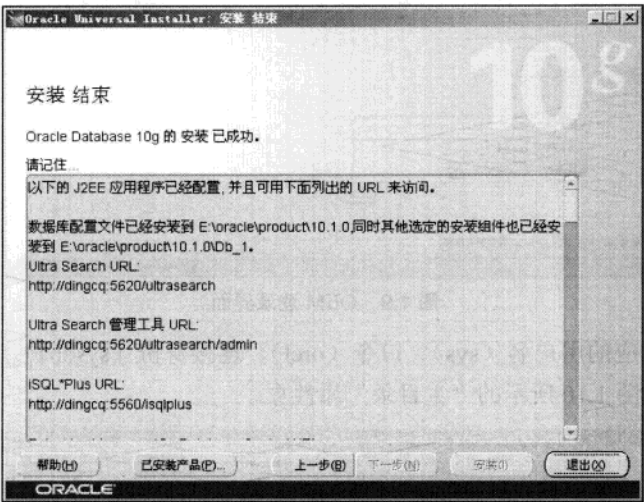 Oracle Universal Installer: 安装 结束
10g
安装 结束
Oracle Database 10g 的 安装 已成功。
请记住...
以下的 J2EE 应用程序已经配置, 并且可用下面列出的 URL 来访问。
数据库配置文件已经安装到 E:\oracle\product\10.1.0,同时其他选定的安装组件也已经安
装到 E:\oracle\product\10.1.0\Db_1。
Ultra Search URL:
http://dingcq:5620/ultrasearch
Ultra Search 管理工具 URL:
http://dingcq:5620/ultrasearch/admin
iSQL*Plus URL:
http://dingcq:5560/isqlplus
帮助(H)
已安装产品(P)...
上一步(B)
下一步(N)
安装(I)
退出(X)
ORACLE